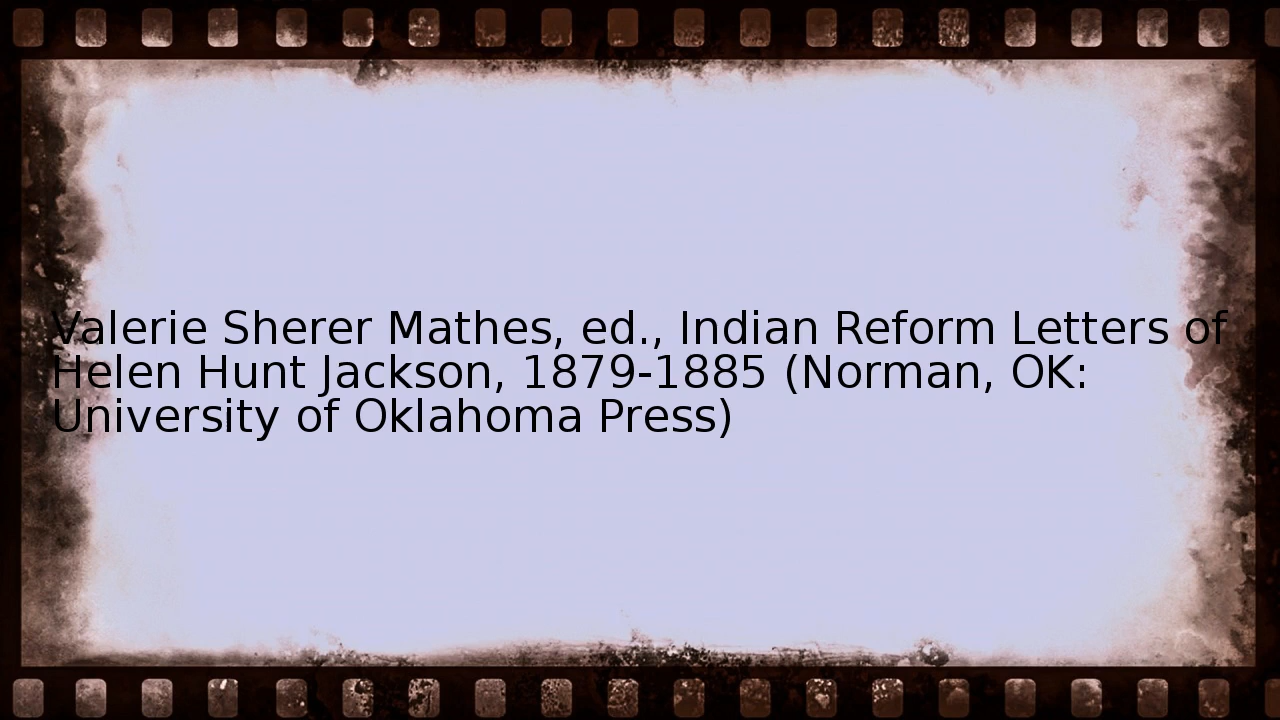 Valerie Sherer Mathes, ed., Indian Reform Letters of
Helen Hunt Jackson, 1879-1885 (Norman, OK:
University of Oklahoma Press)